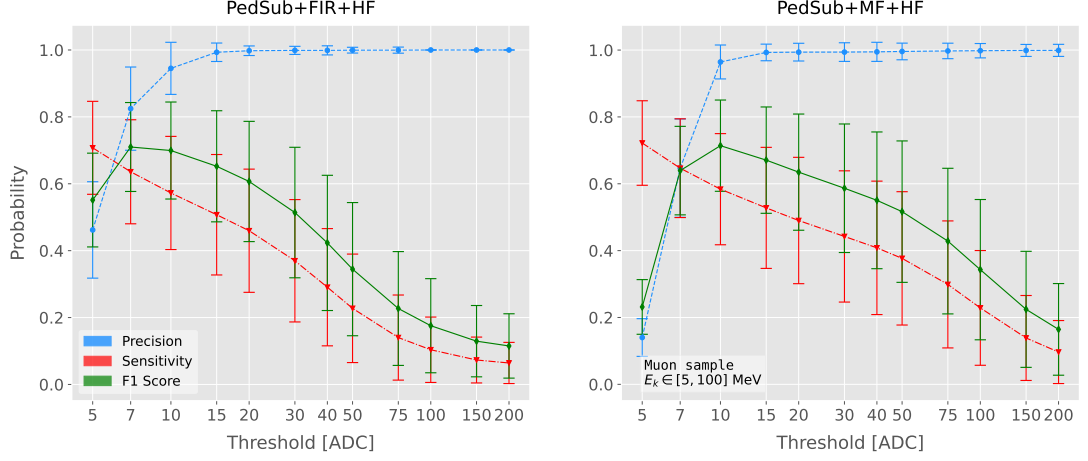 PedSub+FIR+HF
PedSub+MF+HF
Probability
1.0
0.8
0.6
0.4
0.2
0.0
Precision
Sensitivity
F1 Score
5 7 10 15 20 30 40 50 75 100 150 200
Threshold [ADC]
1.0
0.8
0.6
0.4
0.2
0.0
Muon sample
E_k ∈ [5, 100] MeV
5 7 10 15 20 30 40 50 75 100 150 200
Threshold [ADC]